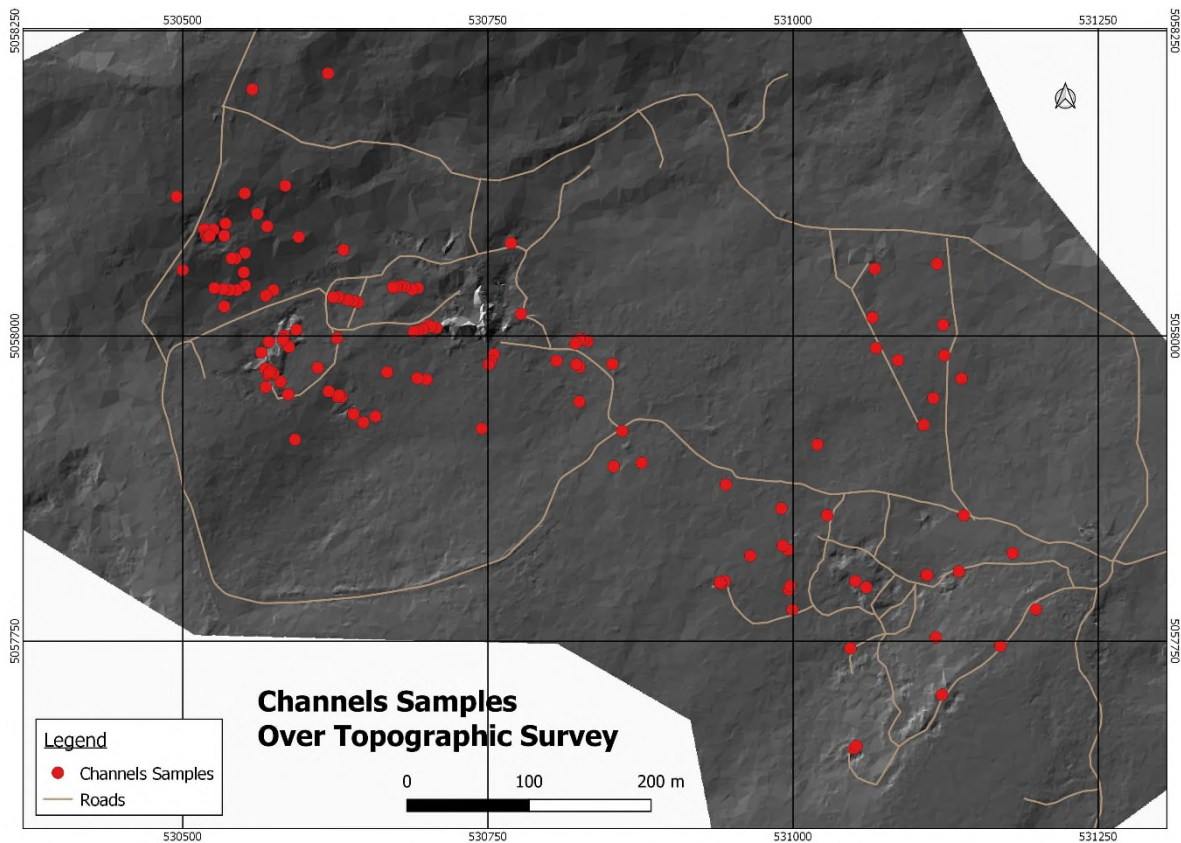 530500 530750 531000 531250
5058250 5058250
5058000 5058000
5057750 5057750
Channels Samples
Over Topographic Survey
Legend
Channels Samples
Roads
0 100 200 m
530500 530750 531000 531250